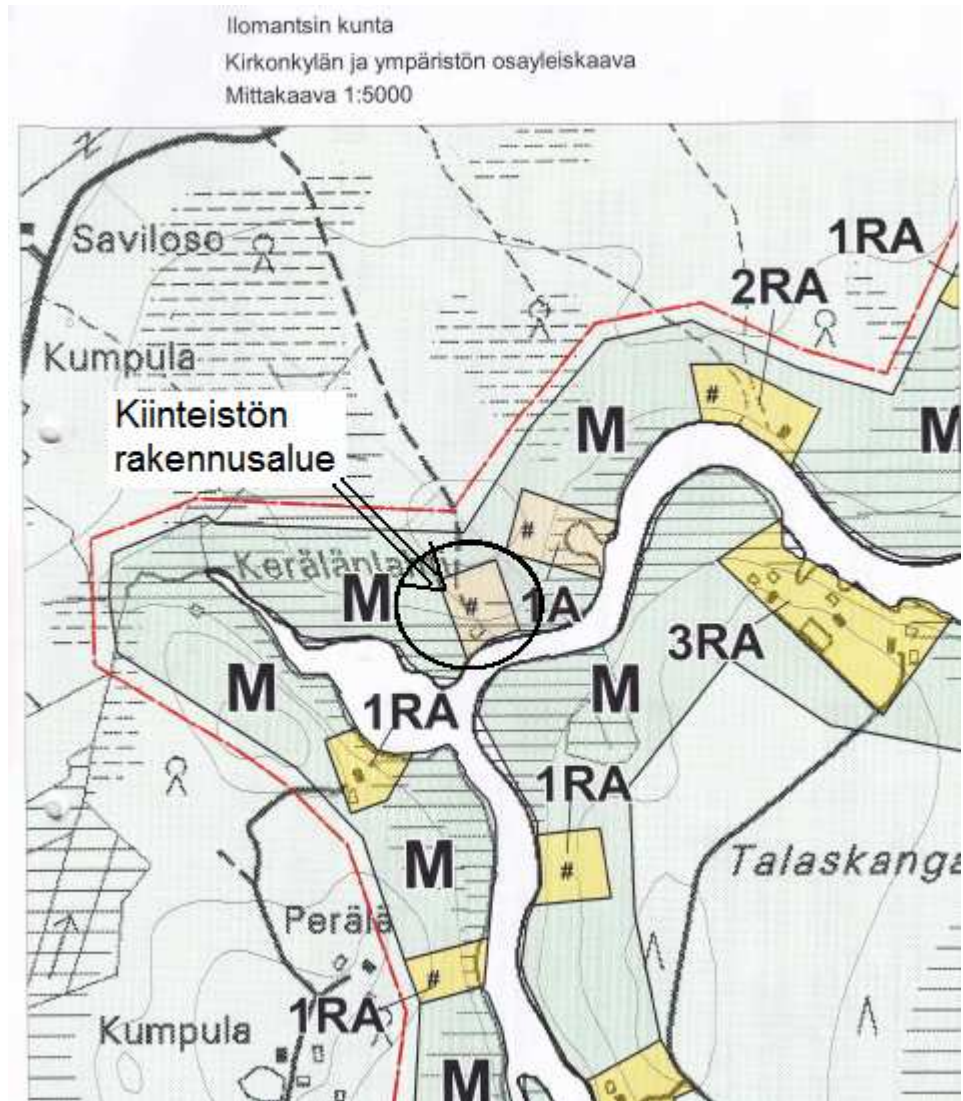 Ilomantsin kunta
Kirkonkylän ja ympäristön osayleiskaava
Mittakaava 1:5000
Saviloso
1RA
2RA
Kumpula
Kiinteistön
rakennusalue
#
M
M
#
#
M
#
1A
3RA
M
M
1RA
1RA
#
M
Talaskanga
Perälä
#
1RA
Kumpula
M